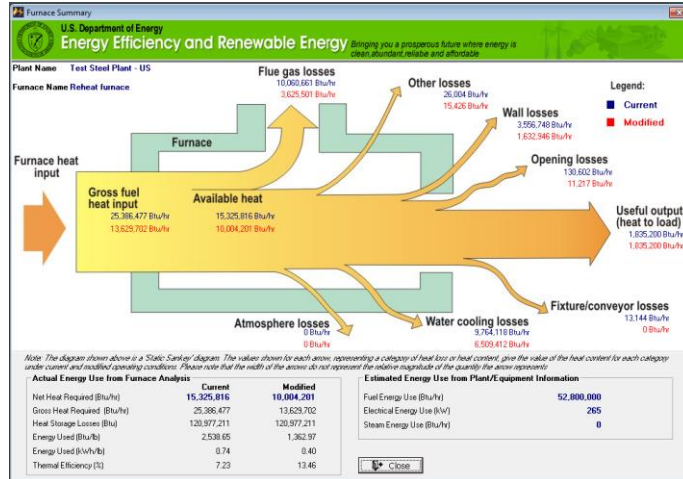 Furnace Summary
U.S. Department of Energy
Energy Efficiency and Renewable Energy
Bringing you a prosperous future where energy is
clean,abundant,reliable and affordable
Plant Name Test Steel Plant - US
Furnace Name Reheat furnace
Flue gas losses
10,060,661 Btu/hr
3,625,501 Btu/hr
Other losses
26,004 Btu/hr
15,426 Btu/hr
Legend:
Current
Modified
Wall losses
3,556,748 Btu/hr
1,632,946 Btu/hr
Furnace
Opening losses
130,602 Btu/hr
11,217 Btu/hr
Furnace heat
input
Gross fuel
heat input
25,386,477 Btu/hr
13,629,702 Btu/hr
Available heat
15,325,816 Btu/hr
10,004,201 Btu/hr
Useful output
(heat to load)
1,835,200 Btu/hr
1,835,200 Btu/hr
Fixture/conveyor losses
13,144 Btu/hr
0 Btu/hr
Atmosphere losses
0 Btu/hr
0 Btu/hr
Water cooling losses
9,764,118 Btu/hr
6,509,412 Btu/hr
Note: The diagram shown above is a 'Static Sankey' diagram. The values shown for each arrow, representing a category of heat loss or heat content, give the value of the heat content for each category
under current and modified operating conditions. Please note that the width of the arrows do not represent the relative magnitude of the quantity the arrow represents
Actual Energy Use from Furnace Analysis
Current Modified
Net Heat Required (Btu/hr) 15,325,816 10,004,201
Gross Heat Required (Btu/hr) 25,386,477 13,629,702
Heat Storage Losses (Btu) 120,977,211 120,977,211
Energy Used (Btu/lb) 2,538.65 1,362.97
Energy Used (kWh/lb) 0.74 0.40
Thermal Efficiency (%) 7.23 13.46
Estimated Energy Use from Plant/Equipment Information
Fuel Energy Use (Btu/hr) 52,800,000
Electrical Energy Use (kW) 265
Steam Energy Use (Btu/hr) 0
Close